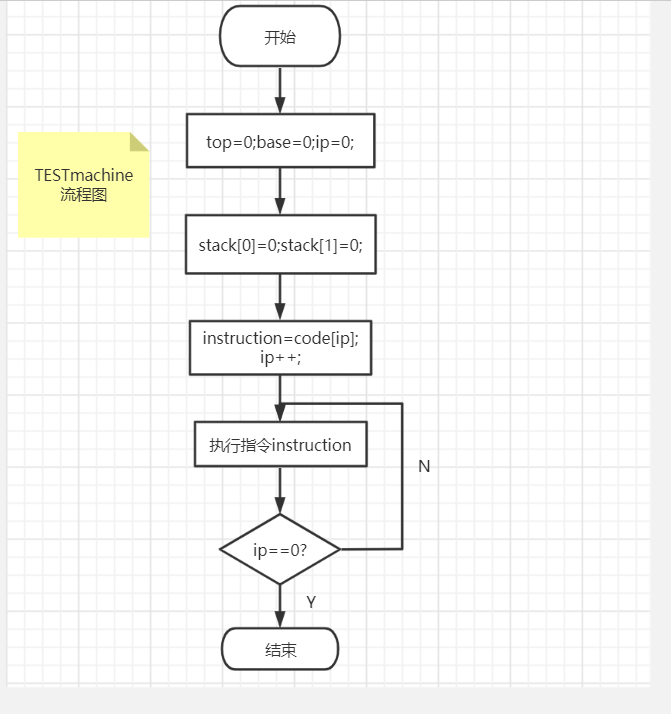 开始
top=0;base=0;ip=0;
TESTmachine
流程图
stack[0]=0;stack[1]=0;
instruction=code[ip];
ip++;
执行指令instruction
N
ip==0?
Y
结束